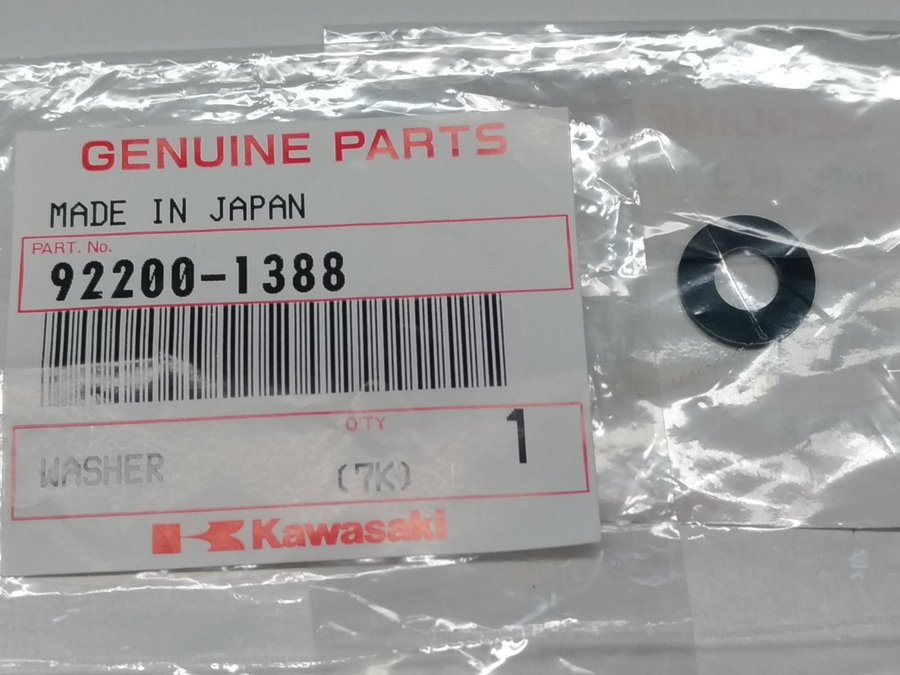 GENUINE PARTS
MADE IN JAPAN
PART. No.
92200-1388
QTY 1
WASHER (7K)
Kawasaki